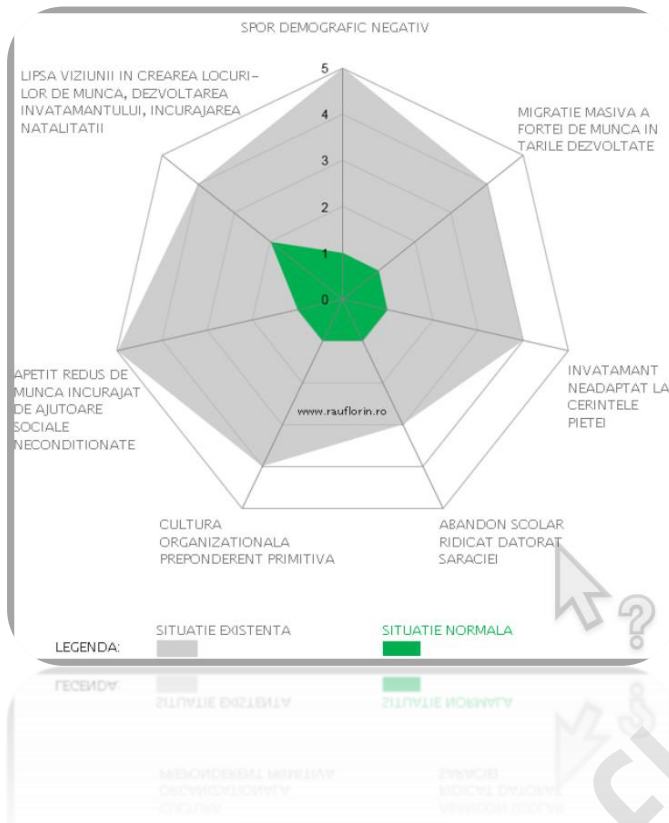 SPOR DEMOGRAFIC NEGATIV
LIPSA VIZIUNII IN CREAREA LOCURI-
LOR DE MUNCA, DEZVOLTAREA
INVATAMANTULUI, INCURAJAREA
NATALITATII
MIGRATIE MASIVA A
FORTEI DE MUNCA IN
TARILE DEZVOLTATE
5
4
3
2
1
0
APETIT REDUS DE
MUNCA INCURAJAT
DE AJUTOARE
SOCIALE
NECONDITIONATE
INVATAMANT
NEADAPTAT LA
CERINTELE
PIETEI
www.rauflorin.ro
CULTURA
ORGANIZATIONALA
PREPONDERENT PRIMITIVA
ABANDON SCOLAR
RIDICAT DATORAT
SARACIEI
?
LEGENDA:
SITUATIE EXISTENTA
SITUATIE NORMALA